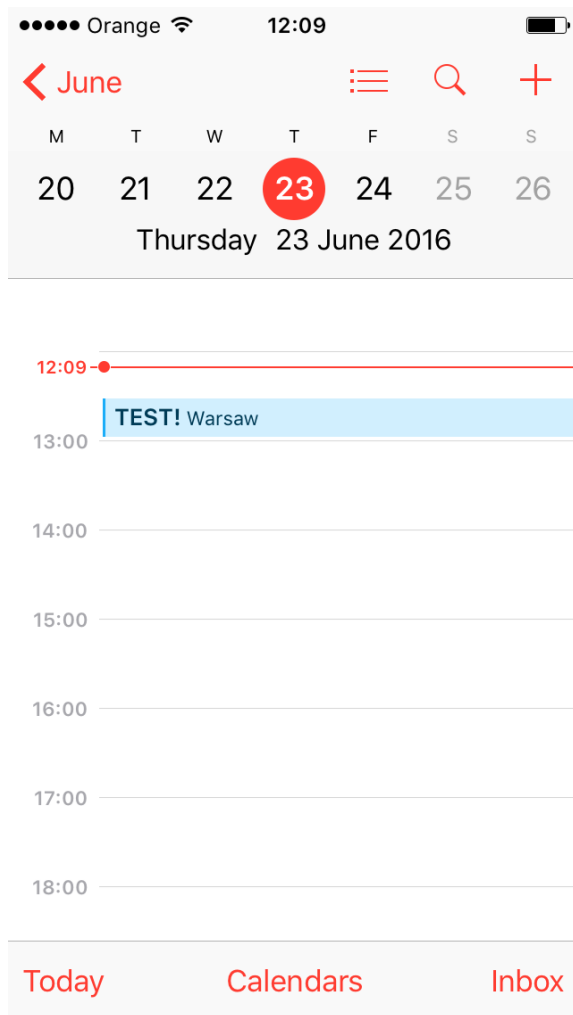 Orange 12:09
June
M T W T F S S
20 21 22 23 24 25 26
Thursday 23 June 2016
12:09
TEST! Warsaw
13:00
14:00
15:00
16:00
17:00
18:00
Today Calendars Inbox